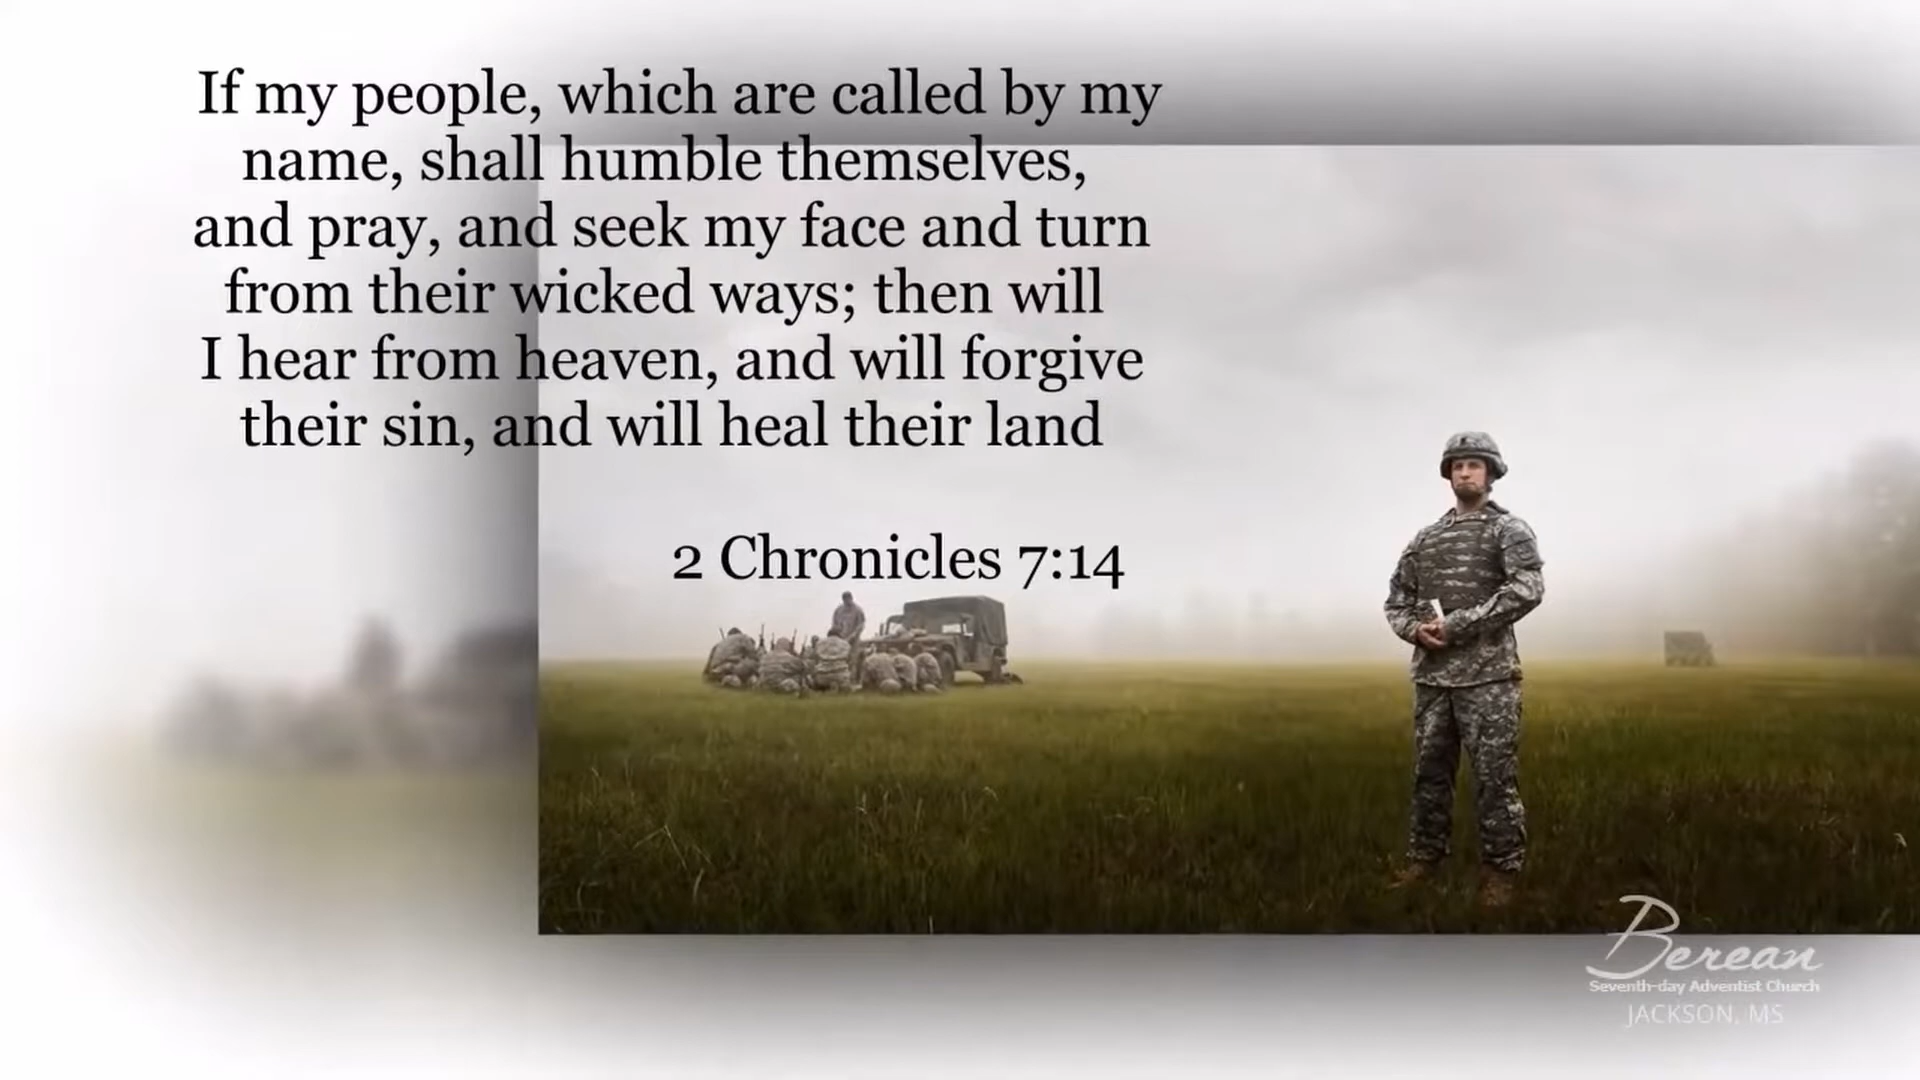 If my people, which are called by my
name, shall humble themselves,
and pray, and seek my face and turn
from their wicked ways; then will
I hear from heaven, and will forgive
their sin, and will heal their land
2 Chronicles 7:14
Berean
Seventh-day Adventist Church
JACKSON, MS